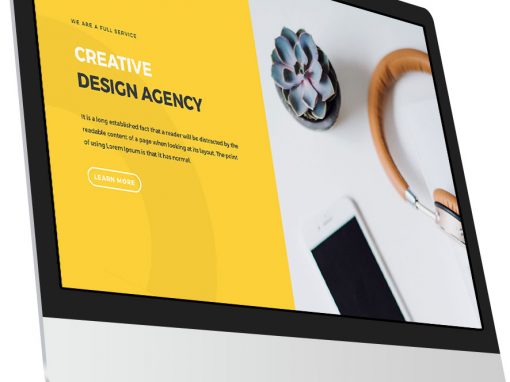 WE ARE A FULL SERVICE
CREATIVE
DESIGN AGENCY
It is a long established fact that a reader will be distracted by the
readable content of a page when looking at its layout. The print
of using Lorem Ipsum is that it has normal.
LEARN MORE